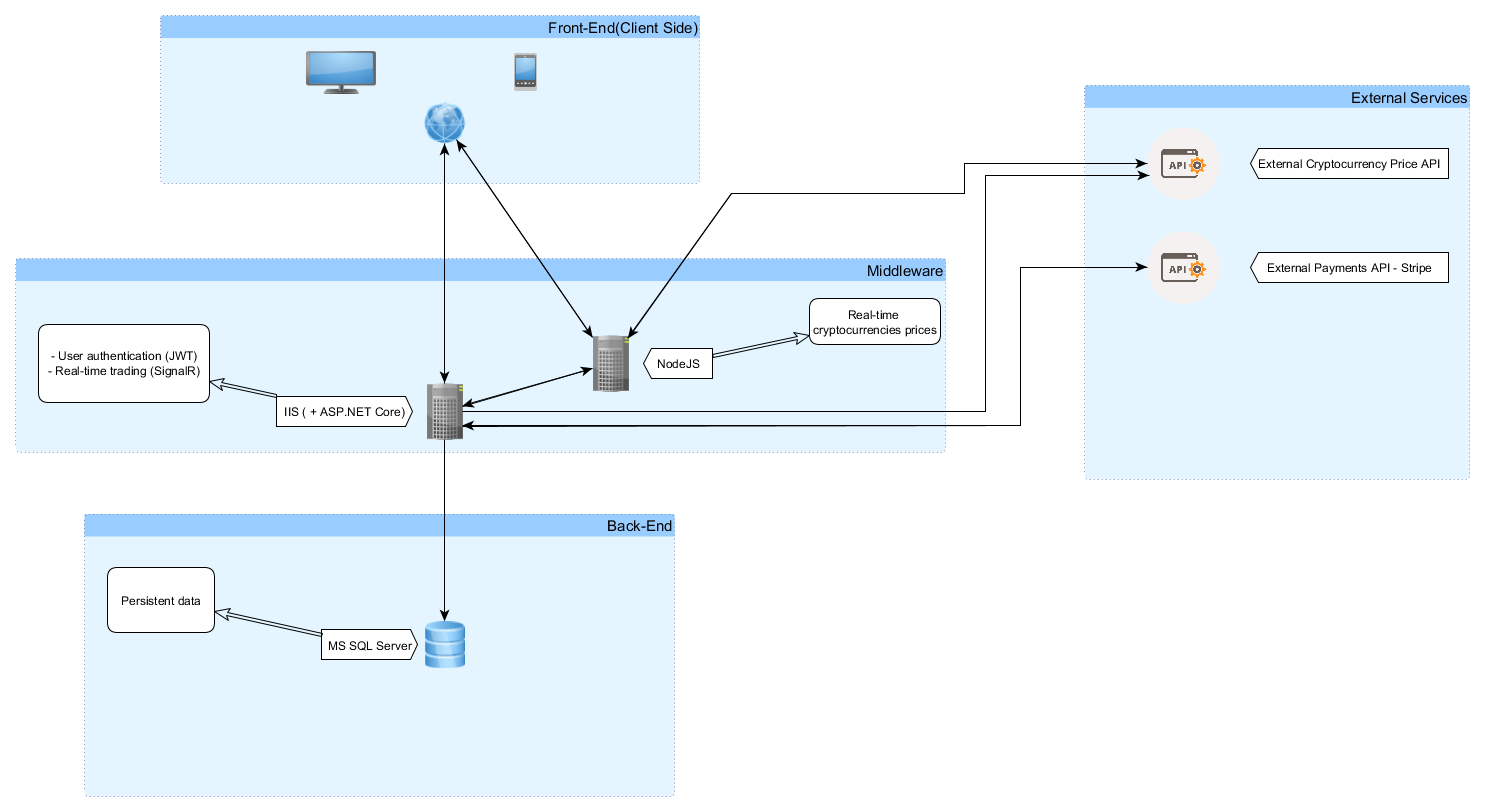 Front-End(Client Side)
External Services
API
External Cryptocurrency Price API
API
External Payments API - Stripe
Middleware
Real-time
cryptocurrencies prices
- User authentication (JWT)
- Real-time trading (SignalR)
NodeJS
IIS ( + ASP.NET Core)
Back-End
Persistent data
MS SQL Server